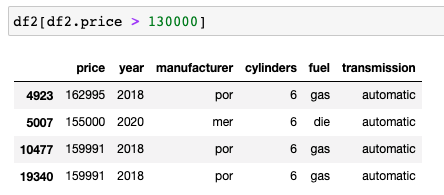 df2[df2.price > 130000]
price year manufacturer cylinders fuel transmission
4923 162995 2018 por 6 gas automatic
5007 155000 2020 mer 6 die automatic
10477 159991 2018 por 6 gas automatic
19340 159991 2018 por 6 gas automatic